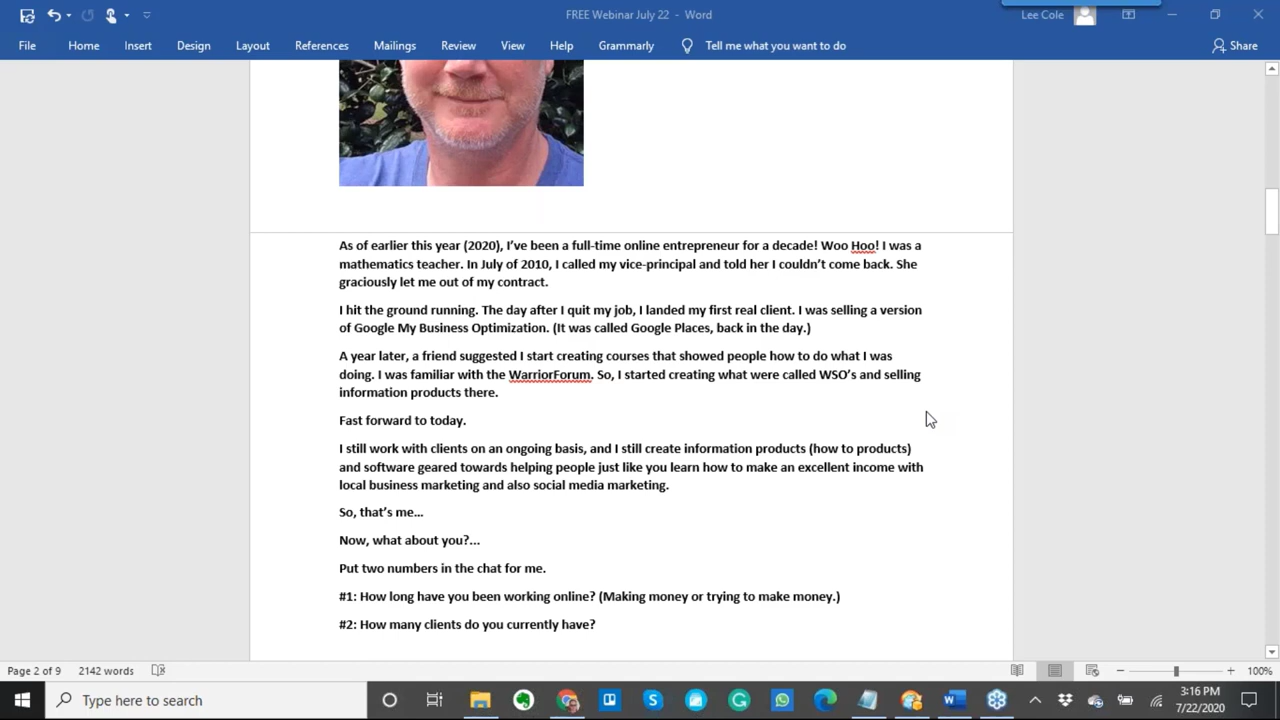 FREE Webinar July 22 - Word
Lee Cole
File Home Insert Design Layout References Mailings Review View Help Grammarly Tell me what you want to do Share
As of earlier this year (2020), I’ve been a full-time online entrepreneur for a decade! Woo Hoo! I was a
mathematics teacher. In July of 2010, I called my vice-principal and told her I couldn’t come back. She
graciously let me out of my contract.
I hit the ground running. The day after I quit my job, I landed my first real client. I was selling a version
of Google My Business Optimization. (It was called Google Places, back in the day.)
A year later, a friend suggested I start creating courses that showed people how to do what I was
doing. I was familiar with the WarriorForum. So, I started creating what were called WSO’s and selling
information products there.
Fast forward to today.
I still work with clients on an ongoing basis, and I still create information products (how to products)
and software geared towards helping people just like you learn how to make an excellent income with
local business marketing and also social media marketing.
So, that’s me…
Now, what about you?...
Put two numbers in the chat for me.
#1: How long have you been working online? (Making money or trying to make money.)
#2: How many clients do you currently have?
Page 2 of 9 2142 words 100%
Type here to search
3:16 PM
7/22/2020